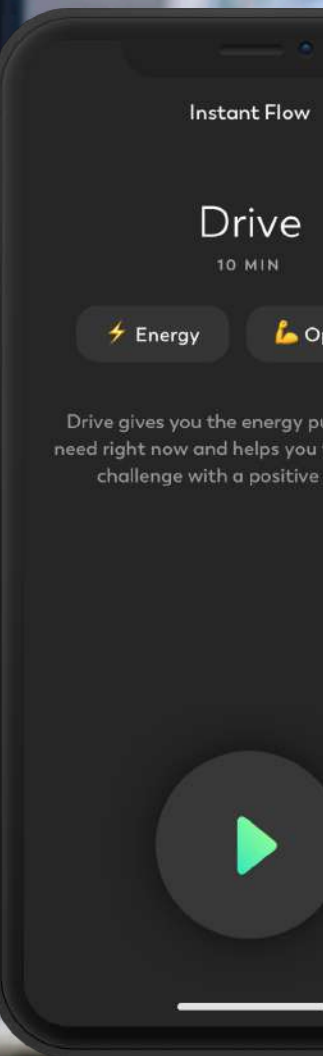 Instant Flow
Drive
10 MIN
⚡ Energy
💪
Drive gives you the energy
need right now and helps you
challenge with a positive